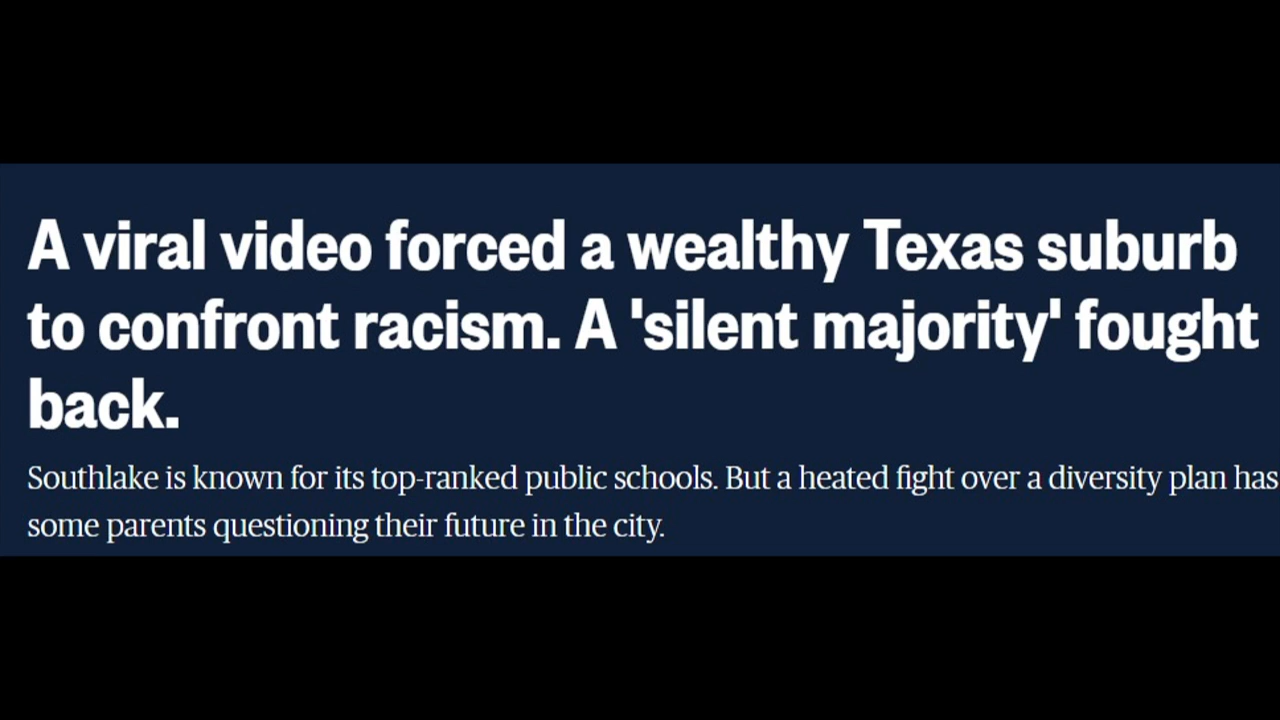 A viral video forced a wealthy Texas suburb
to confront racism. A 'silent majority' fought
back.
Southlake is known for its top-ranked public schools. But a heated fight over a diversity plan has
some parents questioning their future in the city.